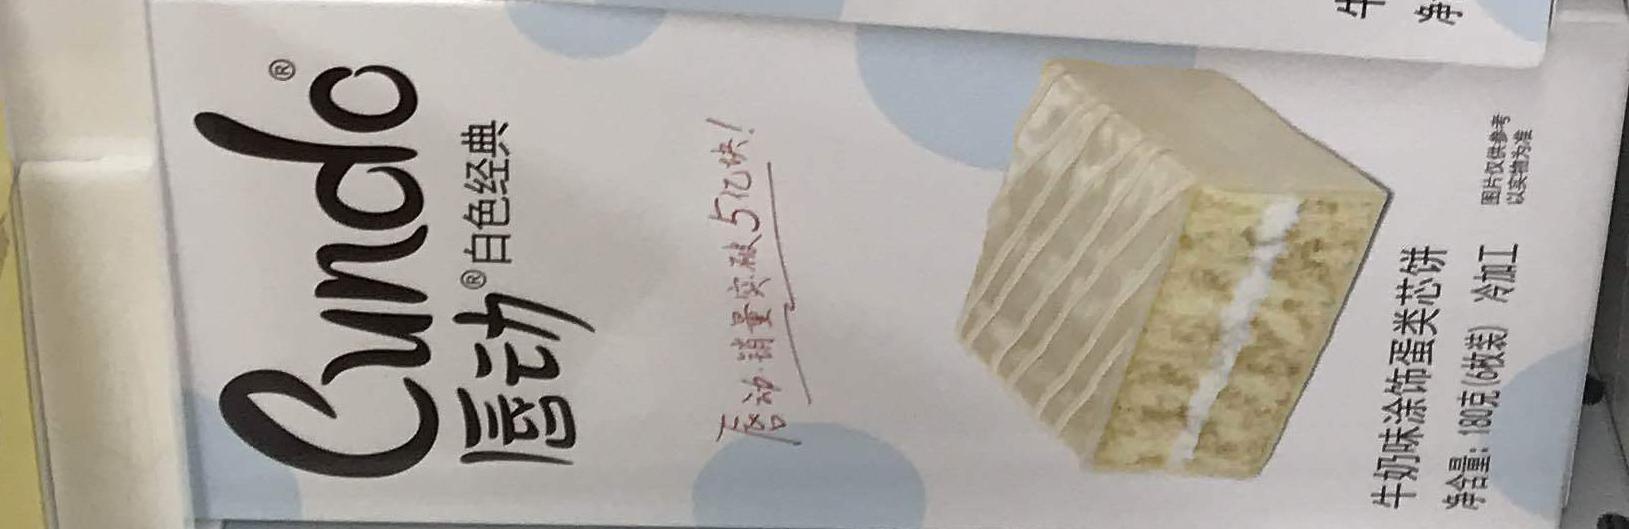 Cundo®
唇动®白色经典
唇动·销量突破5亿块!
牛奶味涂饰蛋类芯饼
净含量:180克(6枚装) 冷加工
图片仅供参考
以实物为准
牛
净